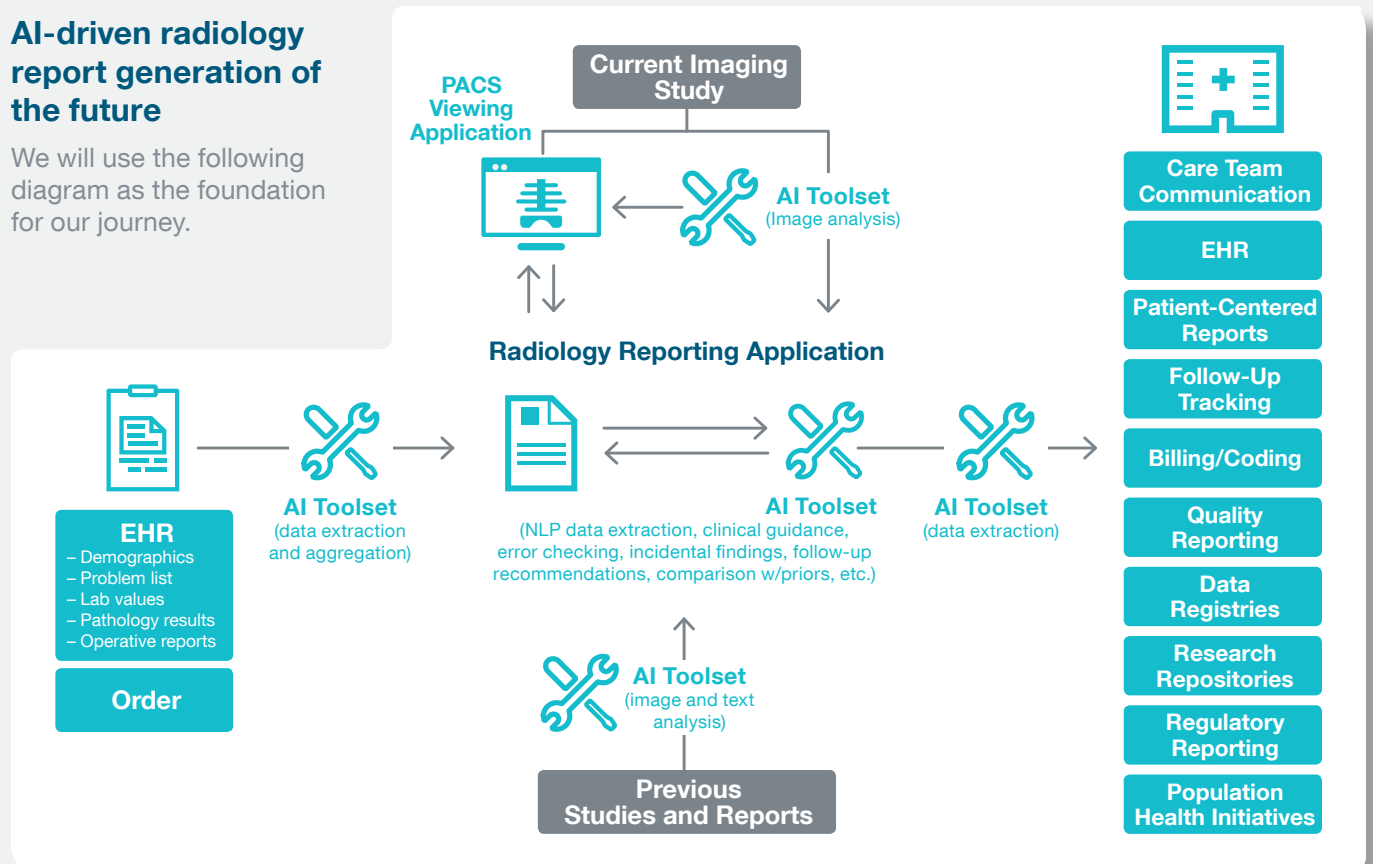 AI-driven radiology
report generation of
the future
We will use the following
diagram as the foundation
for our journey.
PACS
Viewing
Application
Current Imaging
Study
AI Toolset
(Image analysis)
Radiology Reporting Application
EHR
– Demographics
– Problem list
– Lab values
– Pathology results
– Operative reports
Order
AI Toolset
(data extraction
and aggregation)
AI Toolset
(NLP data extraction, clinical guidance,
error checking, incidental findings, follow-up
recommendations, comparison w/priors, etc.)
AI Toolset
(data extraction)
AI Toolset
(image and text
analysis)
Previous
Studies and Reports
Care Team
Communication
EHR
Patient-Centered
Reports
Follow-Up
Tracking
Billing/Coding
Quality
Reporting
Data
Registries
Research
Repositories
Regulatory
Reporting
Population
Health Initiatives